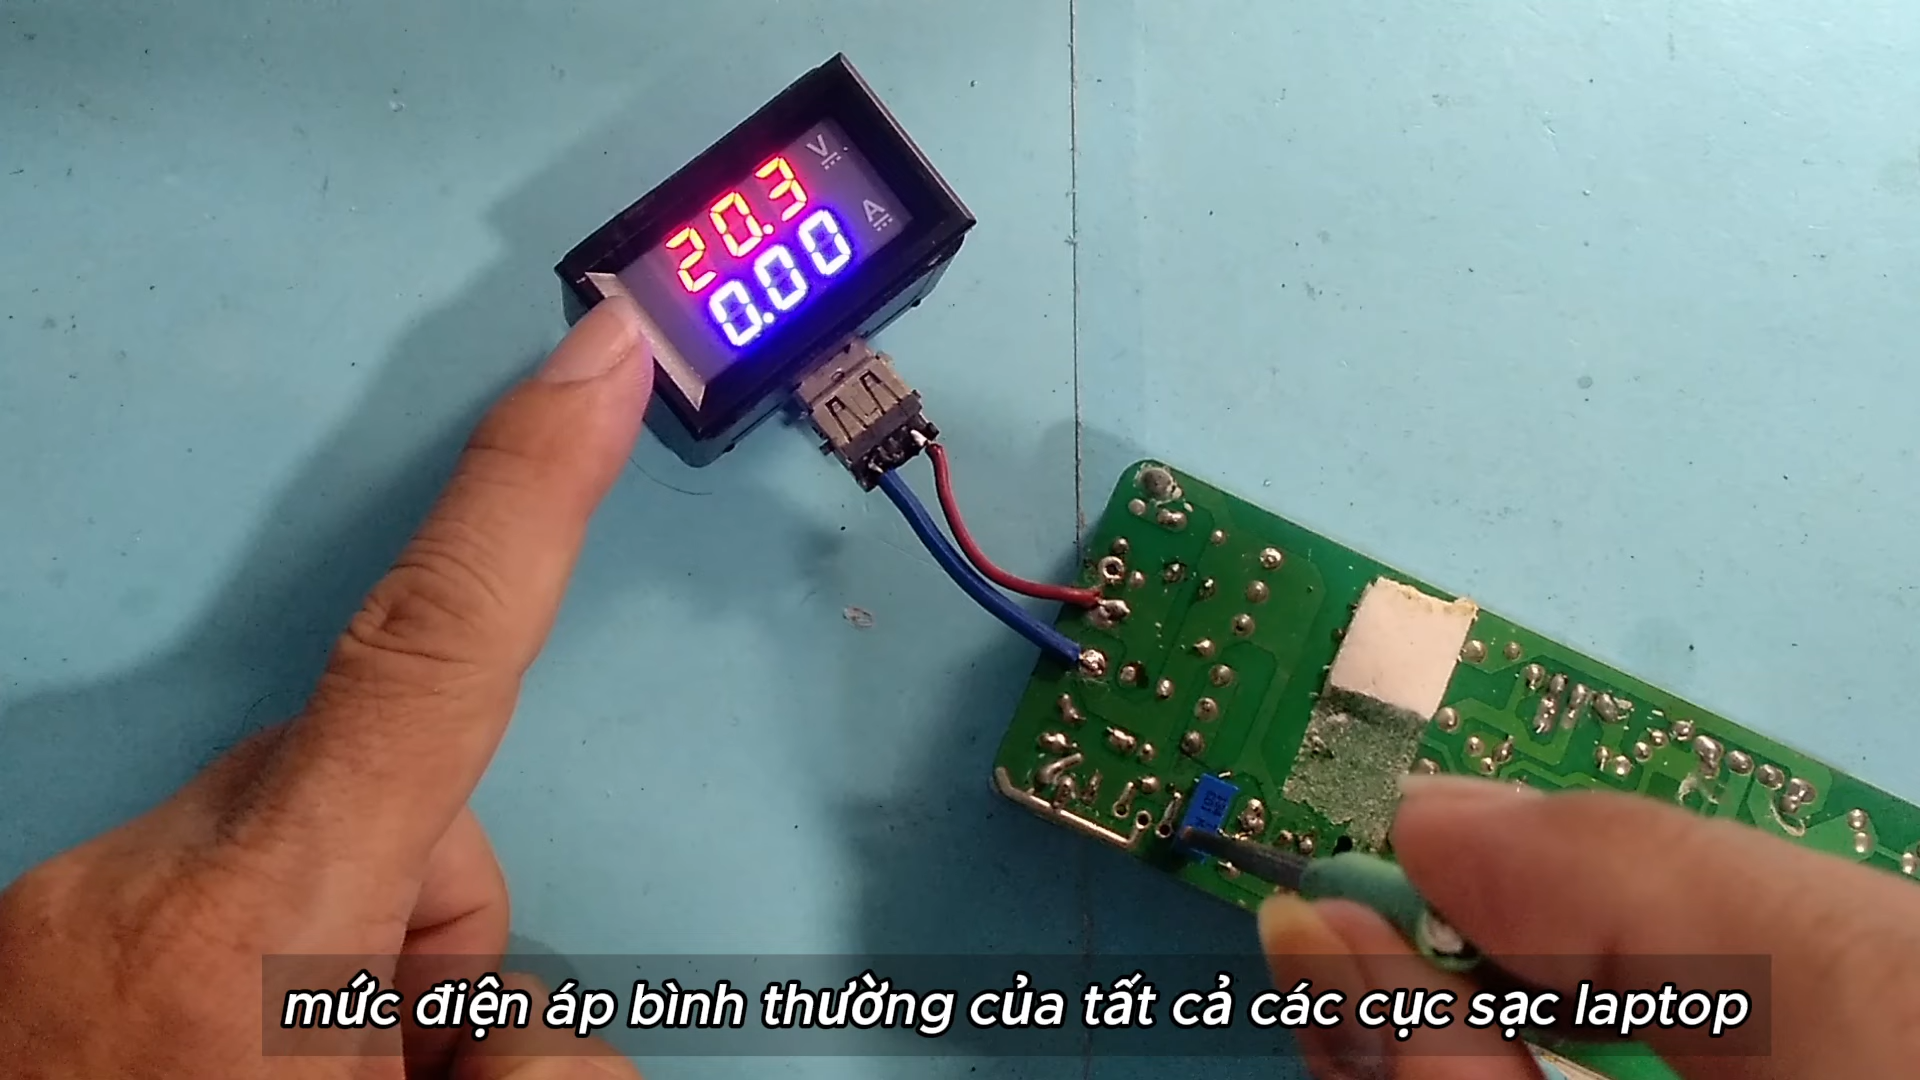 20.3 V
0.00 A
mức điện áp bình thường của tất cả các cục sạc laptop